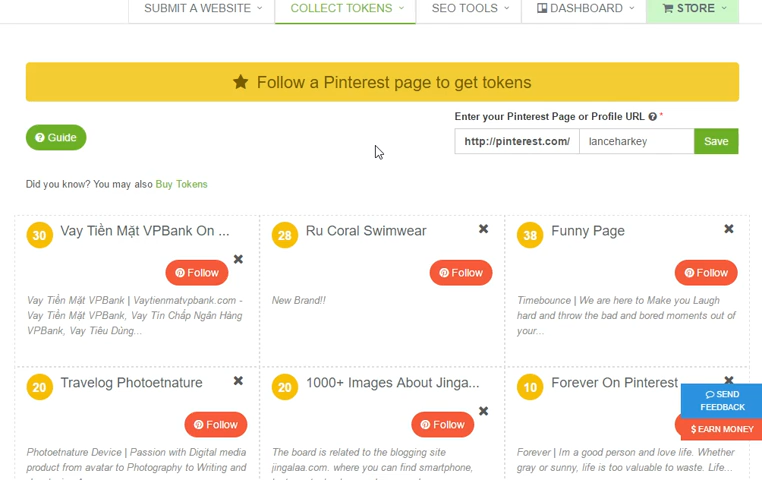 SUBMIT A WEBSITE
COLLECT TOKENS
SEO TOOLS
DASHBOARD
STORE
Follow a Pinterest page to get tokens
Enter your Pinterest Page or Profile URL *
Guide
http://pinterest.com/
lanceharkey
Save
Did you know? You may also Buy Tokens
30 Vay Tiền Mặt VPBank On ...
Follow
Vay Tiền Mặt VPBank | Vaytienmatvpbank.com -
Vay Tiền Mặt VPBank, Vay Tín Chấp Ngân Hàng
VPBank, Vay Tiêu Dùng...
28 Ru Coral Swimwear
Follow
New Brand!!
38 Funny Page
Follow
Timebounce | We are here to Make you Laugh
hard and throw the bad and bored moments out of
your...
20 Travelog Photoetnature
Follow
Photoetnature Device | Passion with Digital media
product from avatar to Photography to Writing and
20 1000+ Images About Jinga...
Follow
The board is related to the blogging site
jingalaa.com. where you can find smartphone,
10 Forever On Pinterest
Forever | Im a good person and love life. Whether
gray or sunny, life is too valuable to waste. Life...
SEND
FEEDBACK
$ EARN MONEY